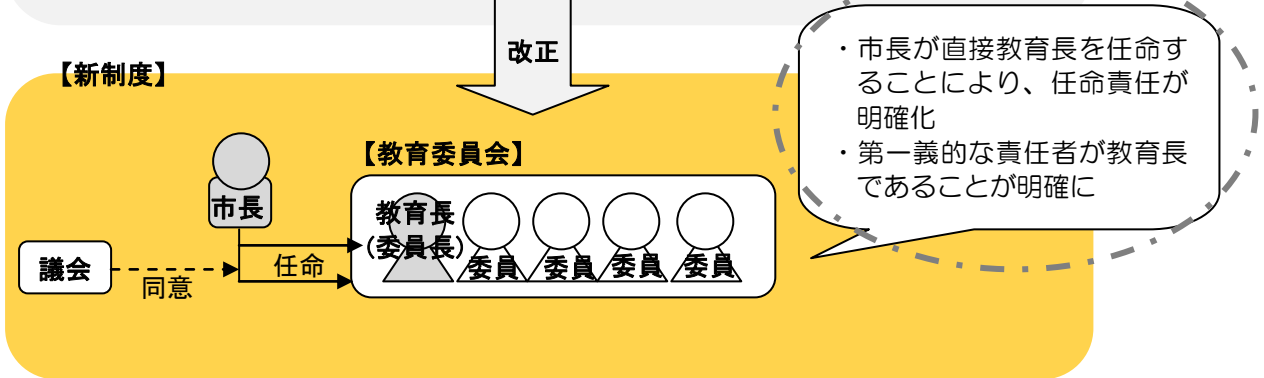 改正
・市長が直接教育長を任命す
ることにより、任命責任が
明確化
・第一義的な責任者が教育長
であることが明確に
【新制度】
【教育委員会】
市長
教育長
(委員長)
委員 委員 委員 委員
議会
同意
任命